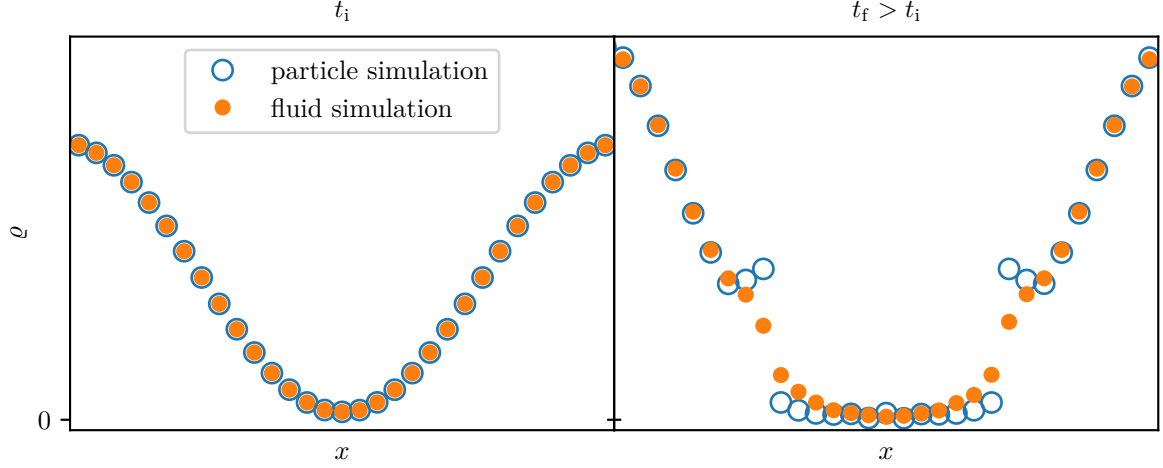 t_i
t_f > t_i
particle simulation
fluid simulation
ϱ
0
x
x